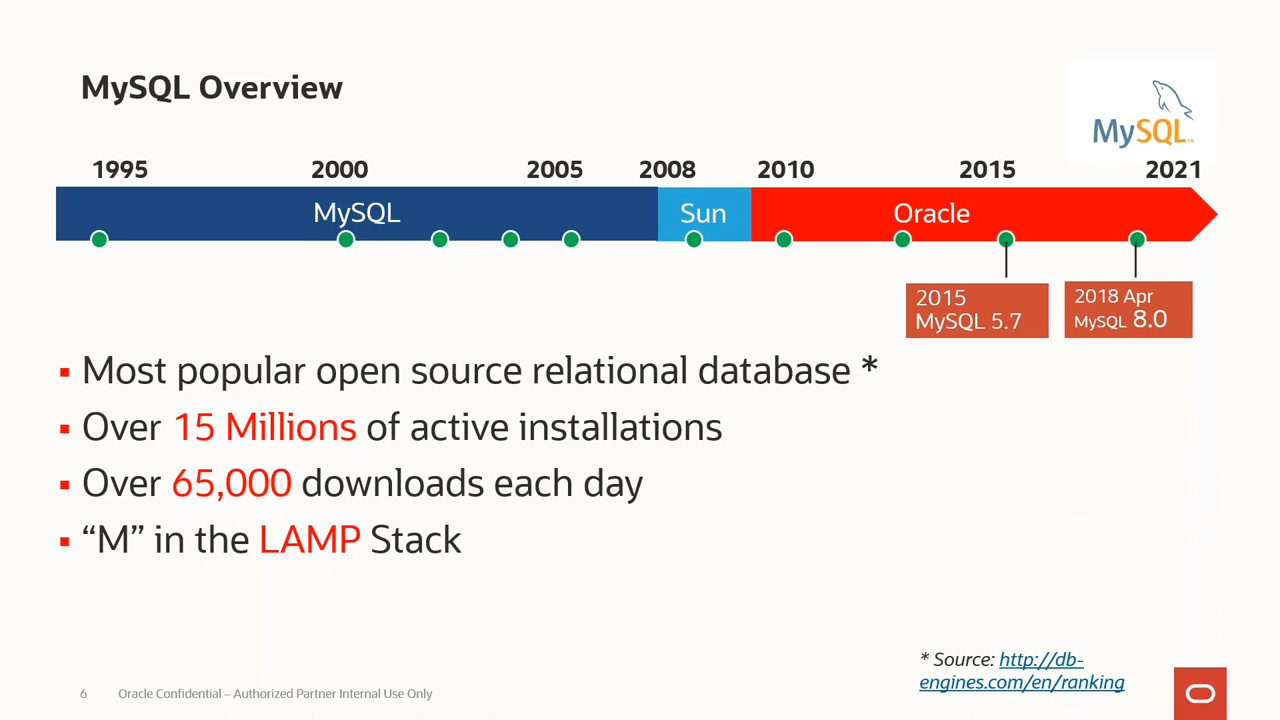 MySQL Overview
MySQL
1995 2000 2005 2008 2010 2015 2021
MySQL Sun Oracle
2015
MySQL 5.7
2018 Apr
MySQL 8.0
▪ Most popular open source relational database *
▪ Over 15 Millions of active installations
▪ Over 65,000 downloads each day
▪ “M” in the LAMP Stack
* Source: http://db-
engines.com/en/ranking
6 Oracle Confidential – Authorized Partner Internal Use Only